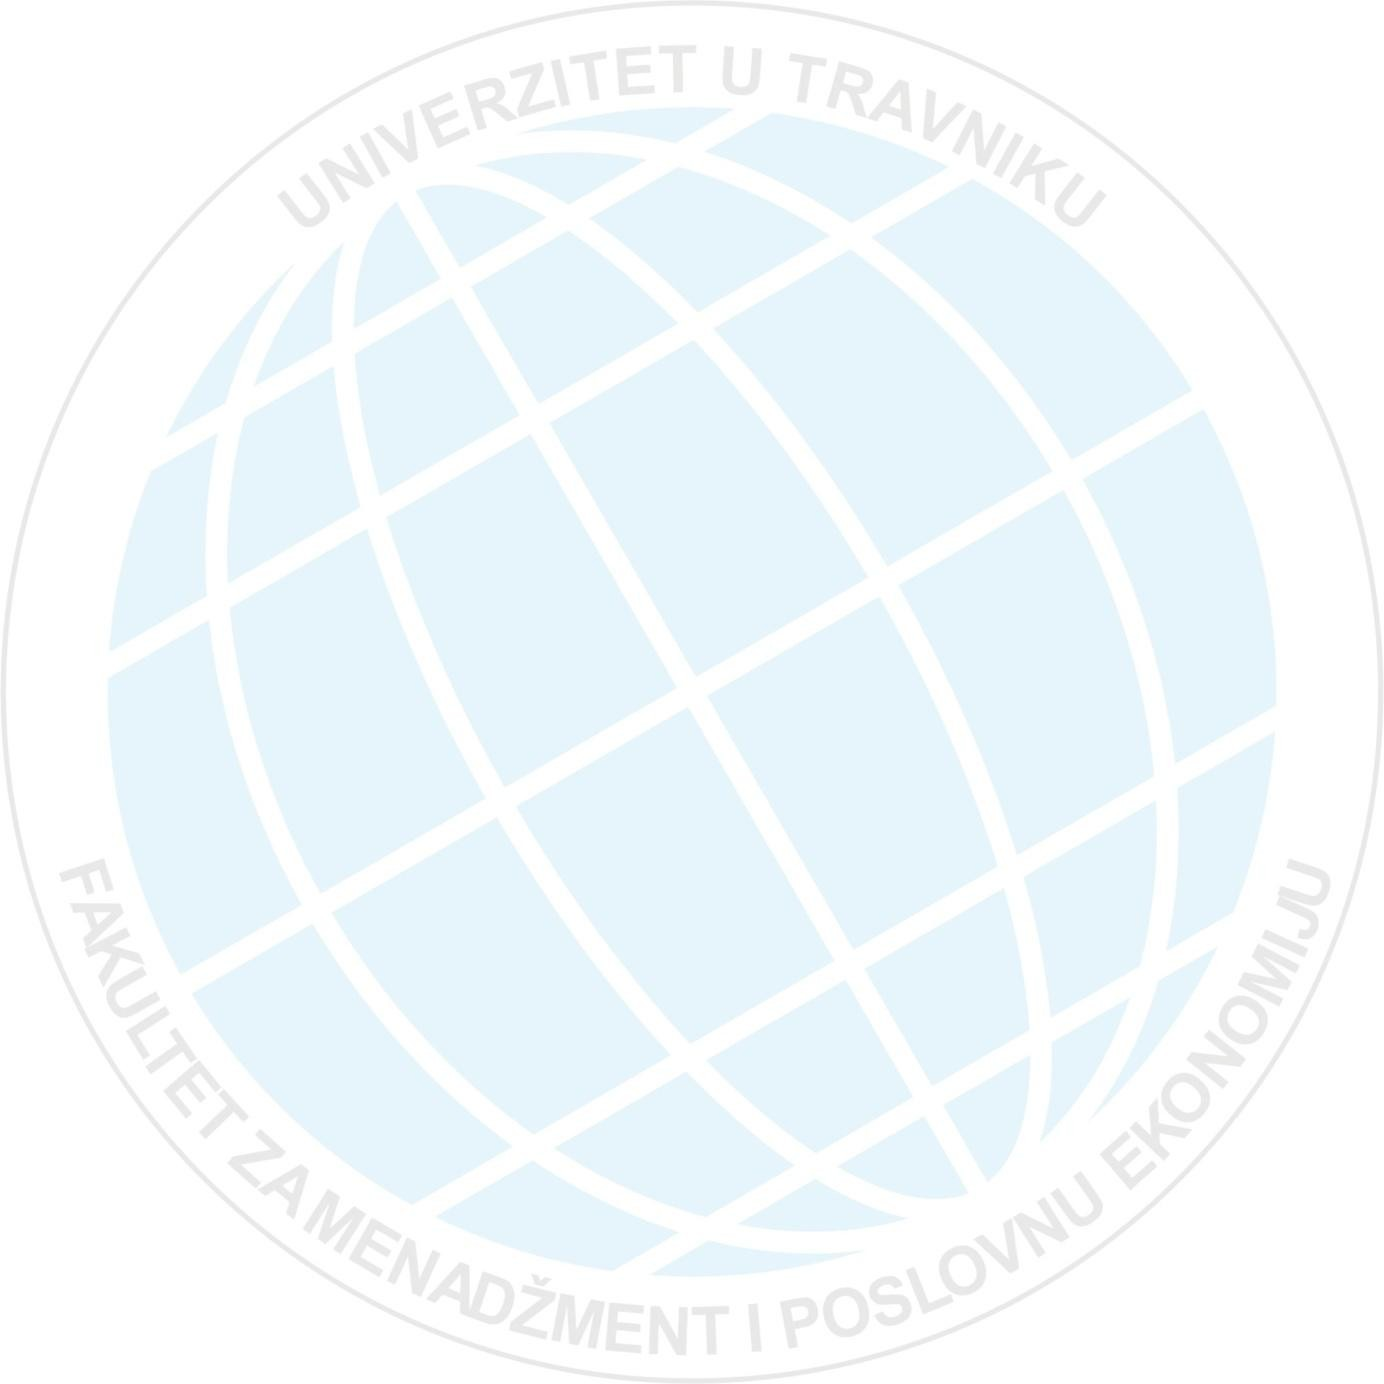 UNIVERZITET U TRAVNIKU
FAKULTET ZA MENADŽMENT I POSLOVNU EKONOMIJU